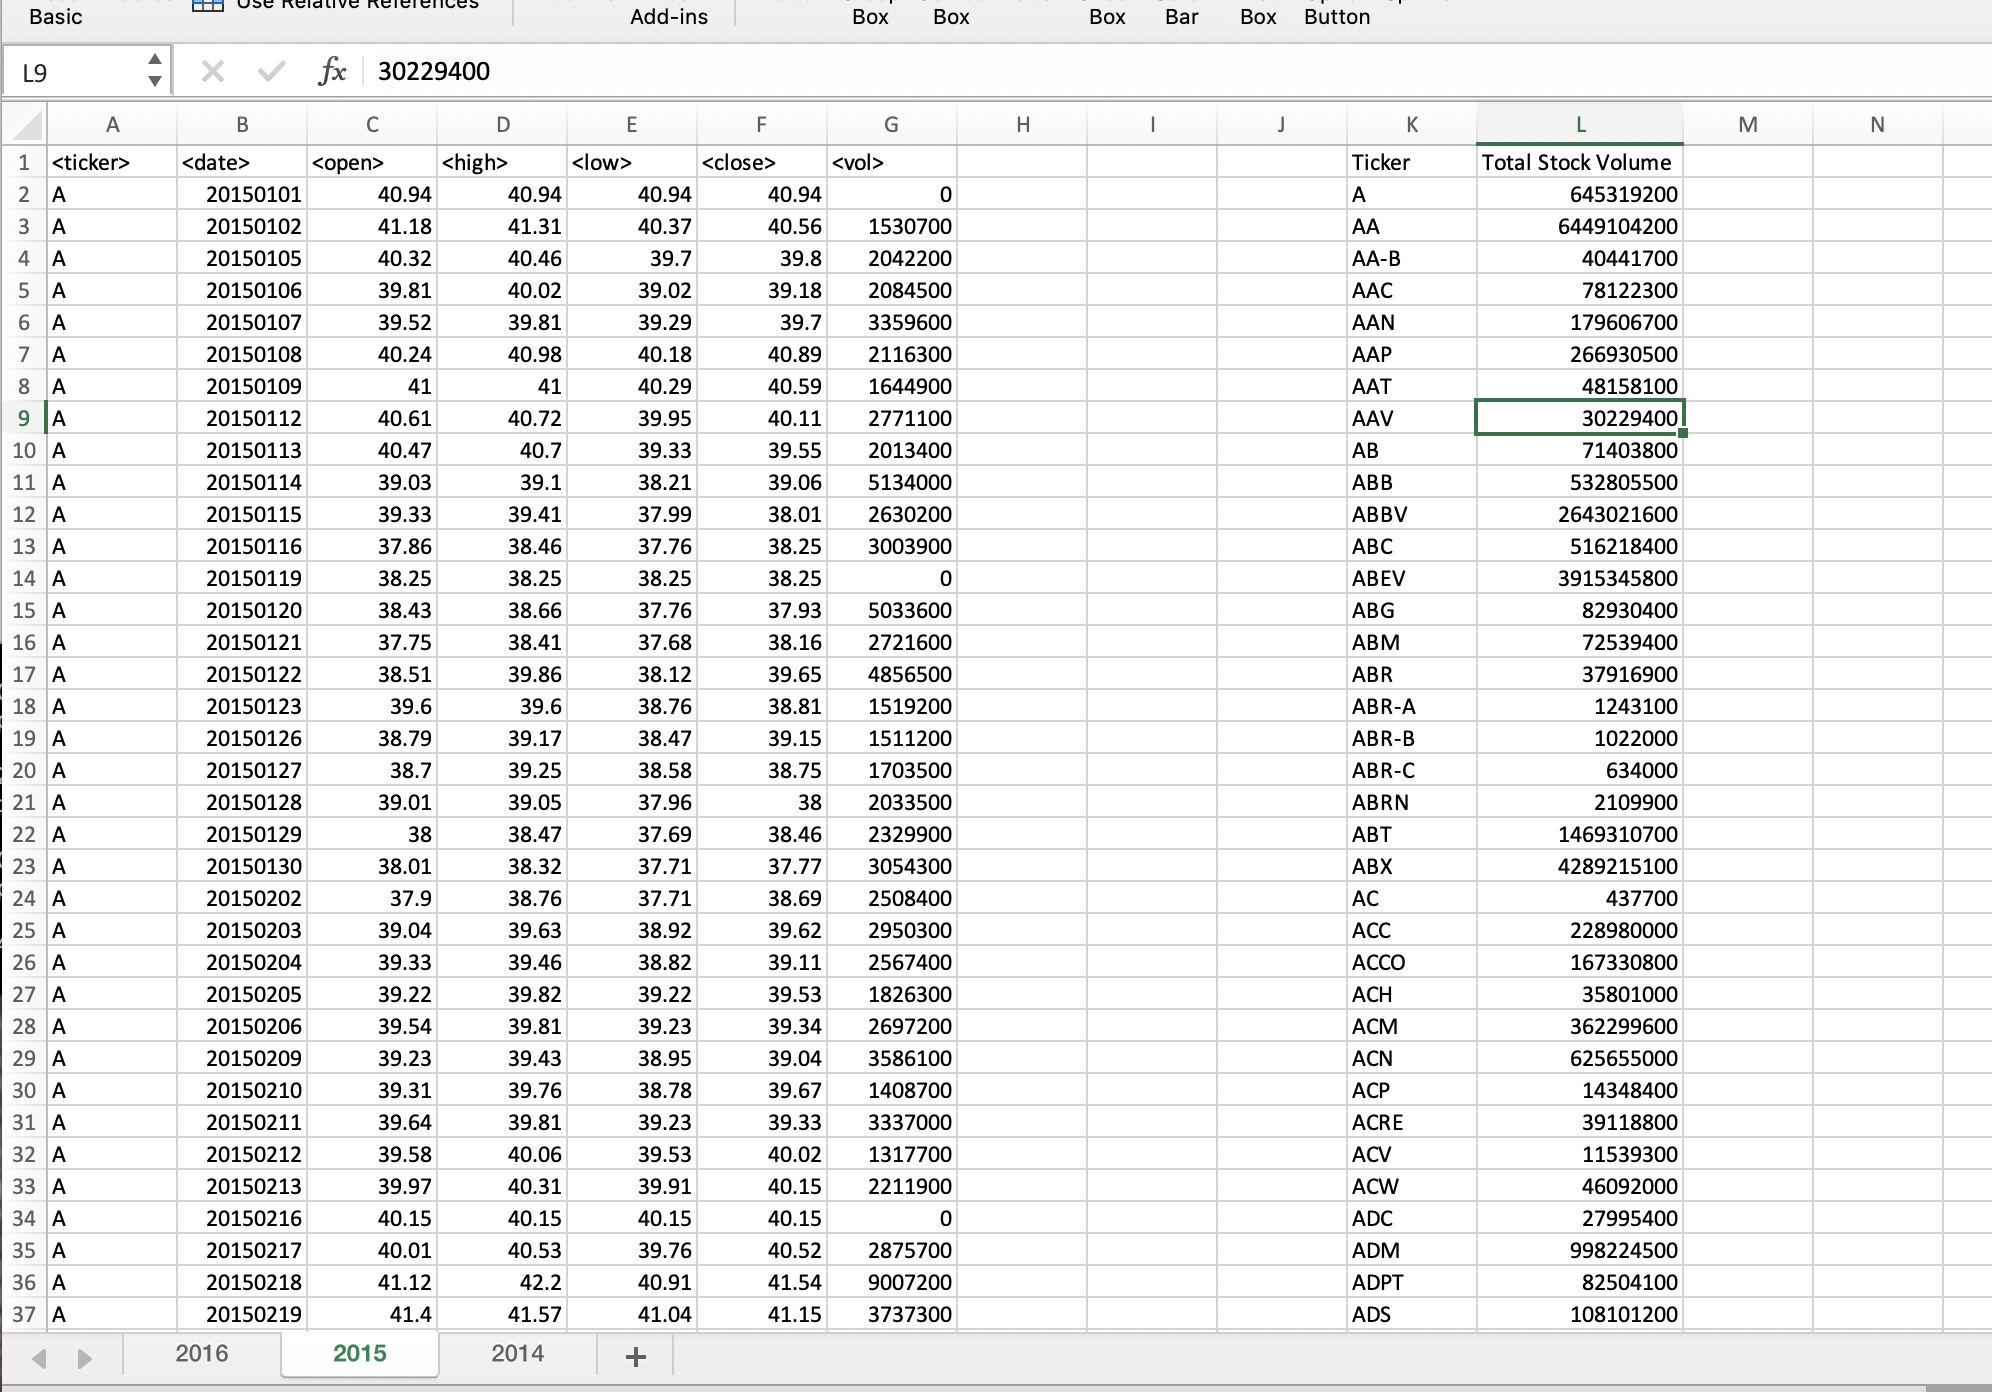 Use Relative References
Basic Add-ins Box Box Box Bar Box Button
L9 fx 30229400
A B C D E F G H I J K L M N
1 <ticker> <date> <open> <high> <low> <close> <vol> Ticker Total Stock Volume
2 A 20150101 40.94 40.94 40.94 40.94 0 A 645319200
3 A 20150102 41.18 41.31 40.37 40.56 1530700 AA 6449104200
4 A 20150105 40.32 40.46 39.7 39.8 2042200 AA-B 40441700
5 A 20150106 39.81 40.02 39.02 39.18 2084500 AAC 78122300
6 A 20150107 39.52 39.81 39.29 39.7 3359600 AAN 179606700
7 A 20150108 40.24 40.98 40.18 40.89 2116300 AAP 266930500
8 A 20150109 41 41 40.29 40.59 1644900 AAT 48158100
9 A 20150112 40.61 40.72 39.95 40.11 2771100 AAV 30229400
10 A 20150113 40.47 40.7 39.33 39.55 2013400 AB 71403800
11 A 20150114 39.03 39.1 38.21 39.06 5134000 ABB 532805500
12 A 20150115 39.33 39.41 37.99 38.01 2630200 ABBV 2643021600
13 A 20150116 37.86 38.46 37.76 38.25 3003900 ABC 516218400
14 A 20150119 38.25 38.25 38.25 38.25 0 ABEV 3915345800
15 A 20150120 38.43 38.66 37.76 37.93 5033600 ABG 82930400
16 A 20150121 37.75 38.41 37.68 38.16 2721600 ABM 72539400
17 A 20150122 38.51 39.86 38.12 39.65 4856500 ABR 37916900
18 A 20150123 39.6 39.6 38.76 38.81 1519200 ABR-A 1243100
19 A 20150126 38.79 39.17 38.47 39.15 1511200 ABR-B 1022000
20 A 20150127 38.7 39.25 38.58 38.75 1703500 ABR-C 634000
21 A 20150128 39.01 39.05 37.96 38 2033500 ABRN 2109900
22 A 20150129 38 38.47 37.69 38.46 2329900 ABT 1469310700
23 A 20150130 38.01 38.32 37.71 37.77 3054300 ABX 4289215100
24 A 20150202 37.9 38.76 37.71 38.69 2508400 AC 437700
25 A 20150203 39.04 39.63 38.92 39.62 2950300 ACC 228980000
26 A 20150204 39.33 39.46 38.82 39.11 2567400 ACCO 167330800
27 A 20150205 39.22 39.82 39.22 39.53 1826300 ACH 35801000
28 A 20150206 39.54 39.81 39.23 39.34 2697200 ACM 362299600
29 A 20150209 39.23 39.43 38.95 39.04 3586100 ACN 625655000
30 A 20150210 39.31 39.76 38.78 39.67 1408700 ACP 14348400
31 A 20150211 39.64 39.81 39.23 39.33 3337000 ACRE 39118800
32 A 20150212 39.58 40.06 39.53 40.02 1317700 ACV 11539300
33 A 20150213 39.97 40.31 39.91 40.15 2211900 ACW 46092000
34 A 20150216 40.15 40.15 40.15 40.15 0 ADC 27995400
35 A 20150217 40.01 40.53 39.76 40.52 2875700 ADM 998224500
36 A 20150218 41.12 42.2 40.91 41.54 9007200 ADPT 82504100
37 A 20150219 41.4 41.57 41.04 41.15 3737300 ADS 108101200
2016 2015 2014 +